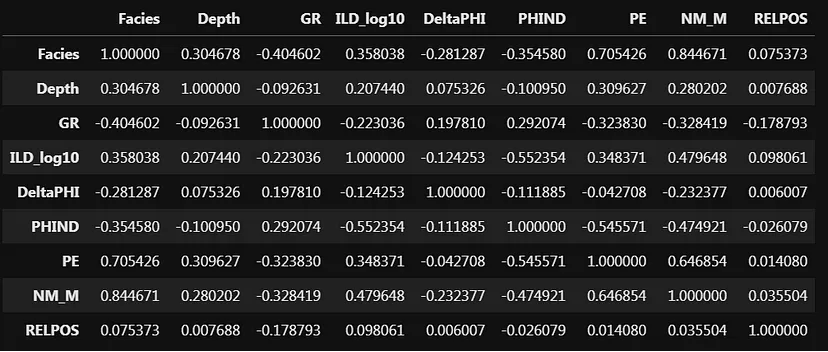 Facies Depth GR ILD_log10 DeltaPHI PHIND PE NM_M RELPOS
Facies 1.000000 0.304678 -0.404602 0.358038 -0.281287 -0.354580 0.705426 0.844671 0.075373
Depth 0.304678 1.000000 -0.092631 0.207440 0.075326 -0.100950 0.309627 0.280202 0.007688
GR -0.404602 -0.092631 1.000000 -0.223036 0.197810 0.292074 -0.323830 -0.328419 -0.178793
ILD_log10 0.358038 0.207440 -0.223036 1.000000 -0.124253 -0.552354 0.348371 0.479648 0.098061
DeltaPHI -0.281287 0.075326 0.197810 -0.124253 1.000000 -0.111885 -0.042708 -0.232377 0.006007
PHIND -0.354580 -0.100950 0.292074 -0.552354 -0.111885 1.000000 -0.545571 -0.474921 -0.026079
PE 0.705426 0.309627 -0.323830 0.348371 -0.042708 -0.545571 1.000000 0.646854 0.014080
NM_M 0.844671 0.280202 -0.328419 0.479648 -0.232377 -0.474921 0.646854 1.000000 0.035504
RELPOS 0.075373 0.007688 -0.178793 0.098061 0.006007 -0.026079 0.014080 0.035504 1.000000